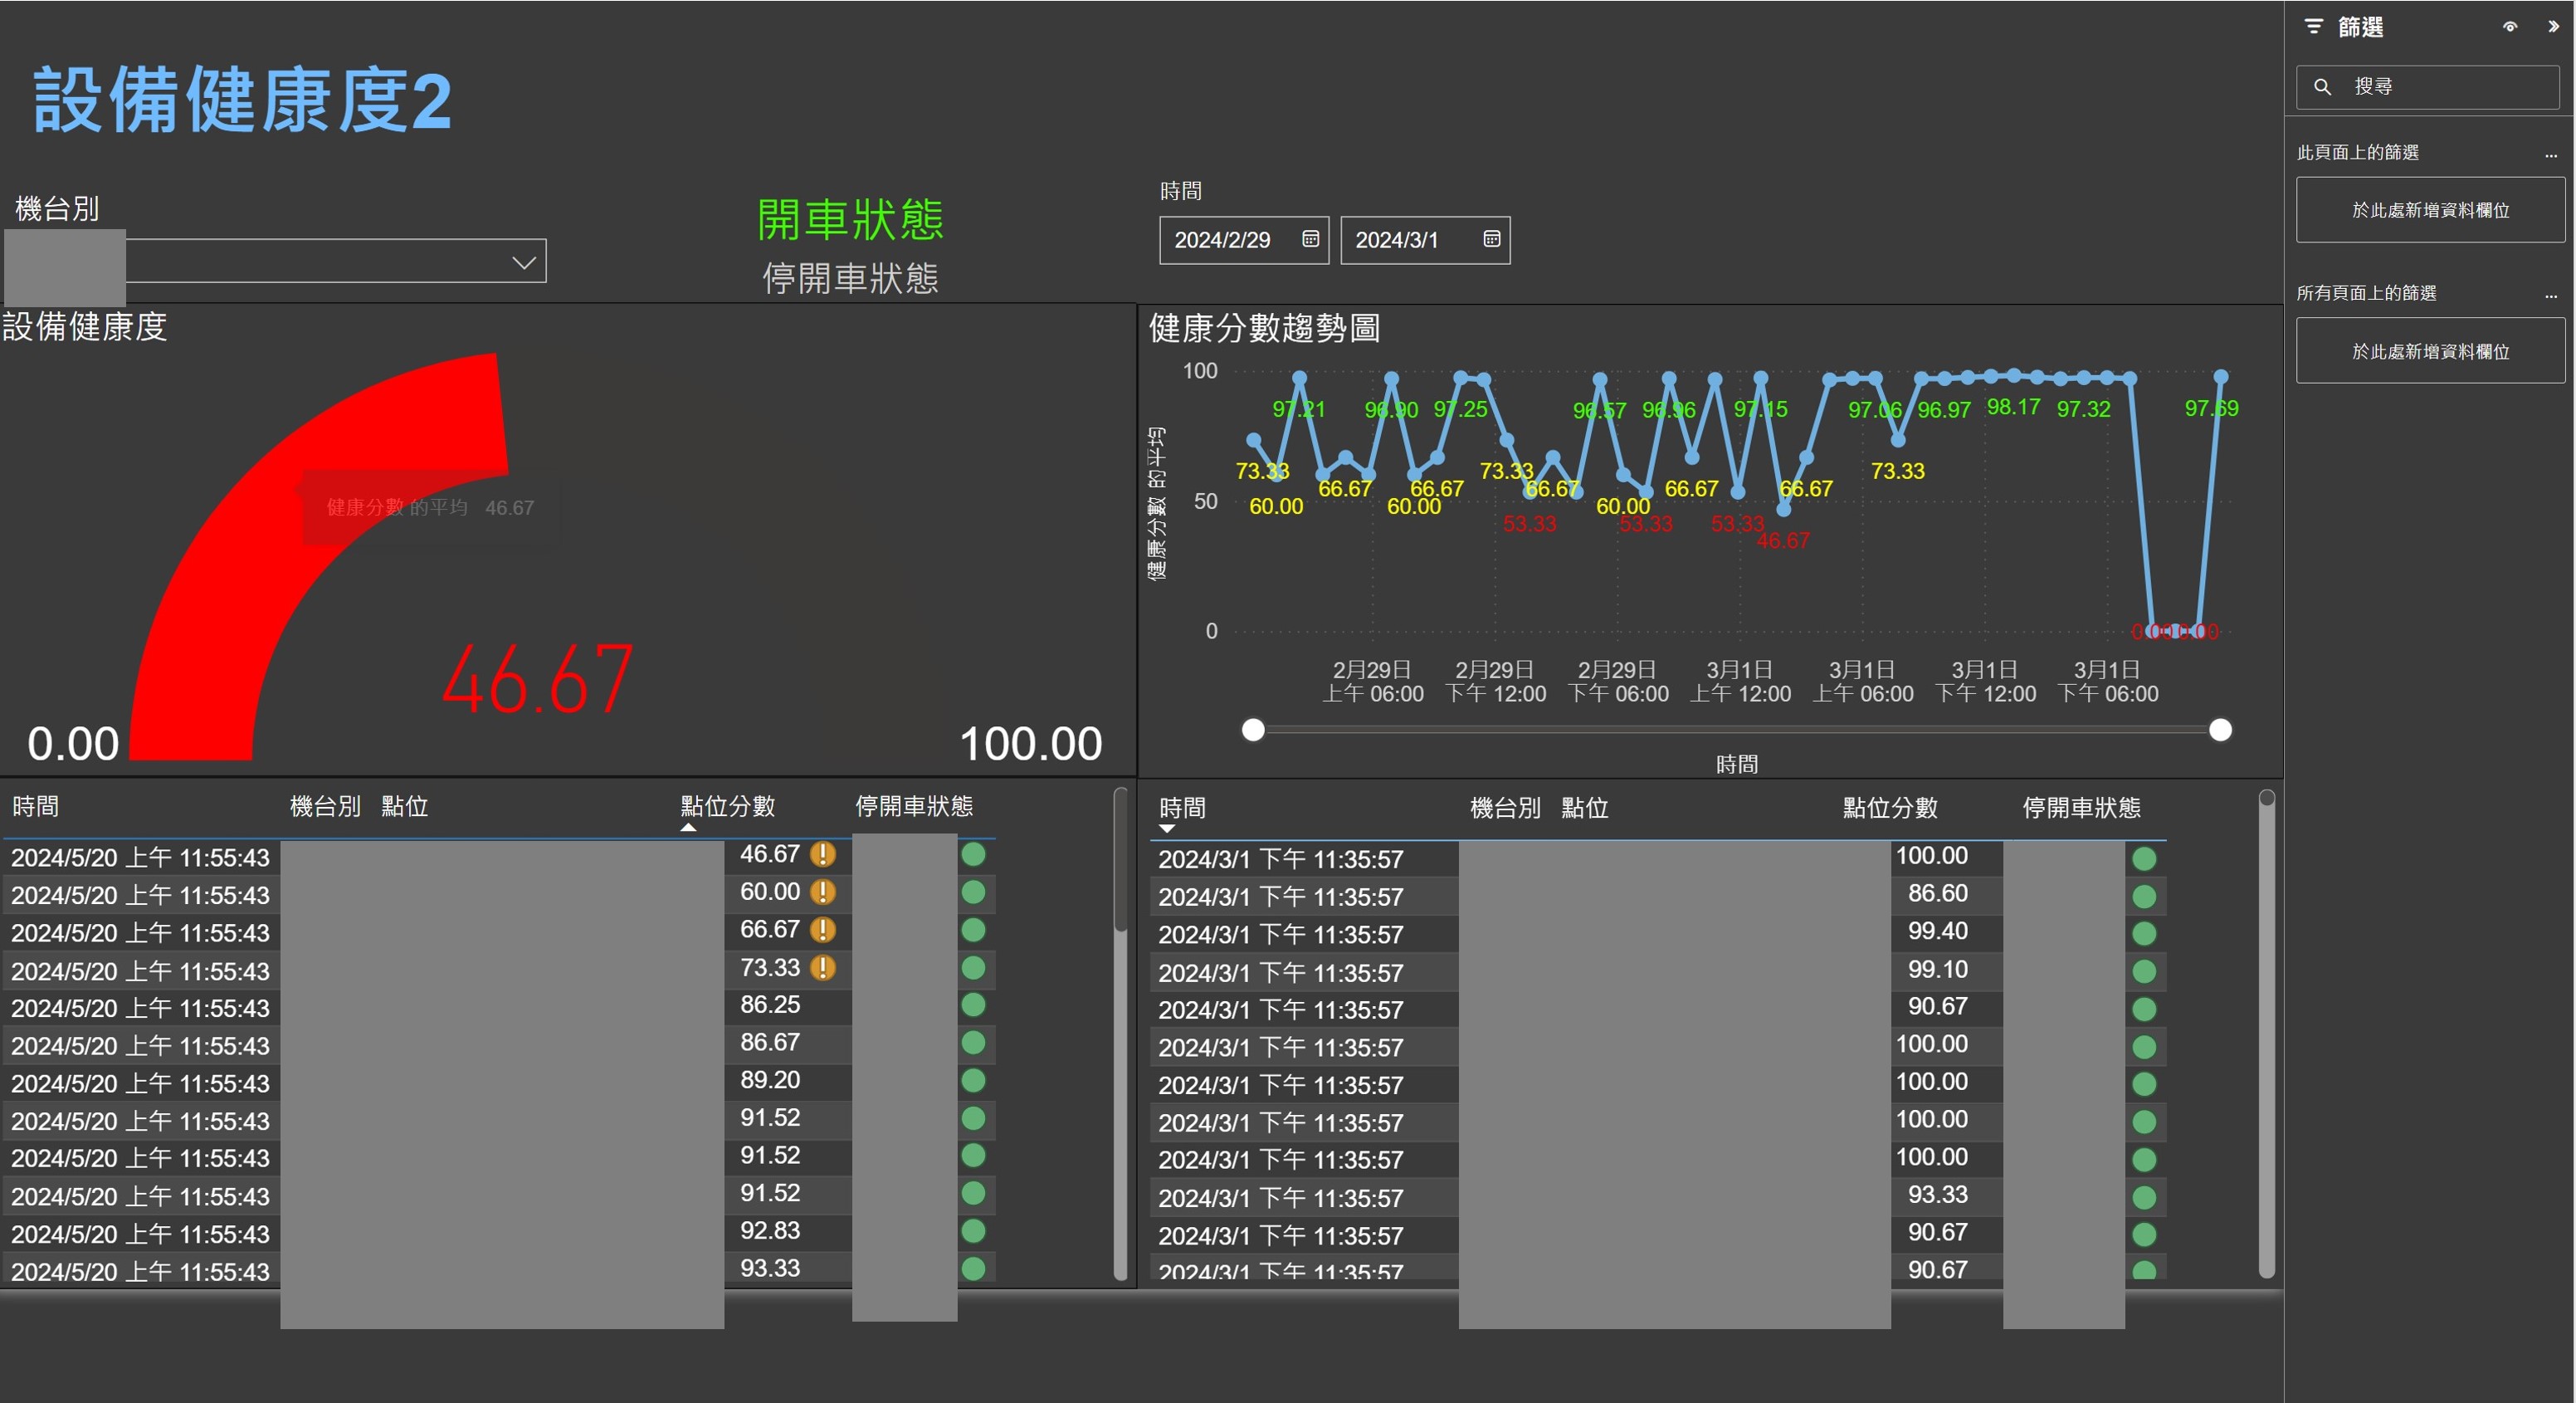 設備健康度2
機台別
開車狀態
停開車狀態
時間
2024/2/29
2024/3/1
設備健康度
健康分數 的平均 46.67
46.67
0.00
100.00
健康分數趨勢圖
健康分數 的平均
100
50
0
97.21
96.90
97.25
96.57
96.96
97.15
97.06
96.97
98.17
97.32
97.69
73.33
73.33
73.33
66.67
66.67
66.67
66.67
66.67
60.00
60.00
60.00
53.33
53.33
53.33
46.67
0.00
0.00
2月29日
上午 06:00
2月29日
下午 12:00
2月29日
下午 06:00
3月1日
上午 12:00
3月1日
上午 06:00
3月1日
下午 12:00
3月1日
下午 06:00
時間
時間 機台別 點位 點位分數 停開車狀態
2024/5/20 上午 11:55:43 46.67
2024/5/20 上午 11:55:43 60.00
2024/5/20 上午 11:55:43 66.67
2024/5/20 上午 11:55:43 73.33
2024/5/20 上午 11:55:43 86.25
2024/5/20 上午 11:55:43 86.67
2024/5/20 上午 11:55:43 89.20
2024/5/20 上午 11:55:43 91.52
2024/5/20 上午 11:55:43 91.52
2024/5/20 上午 11:55:43 91.52
2024/5/20 上午 11:55:43 92.83
2024/5/20 上午 11:55:43 93.33
時間 機台別 點位 點位分數 停開車狀態
2024/3/1 下午 11:35:57 100.00
2024/3/1 下午 11:35:57 86.60
2024/3/1 下午 11:35:57 99.40
2024/3/1 下午 11:35:57 99.10
2024/3/1 下午 11:35:57 90.67
2024/3/1 下午 11:35:57 100.00
2024/3/1 下午 11:35:57 100.00
2024/3/1 下午 11:35:57 100.00
2024/3/1 下午 11:35:57 100.00
2024/3/1 下午 11:35:57 93.33
2024/3/1 下午 11:35:57 90.67
2024/3/1 下午 11:35:57 90.67
篩選
搜尋
此頁面上的篩選
...
於此處新增資料欄位
所有頁面上的篩選
...
於此處新增資料欄位